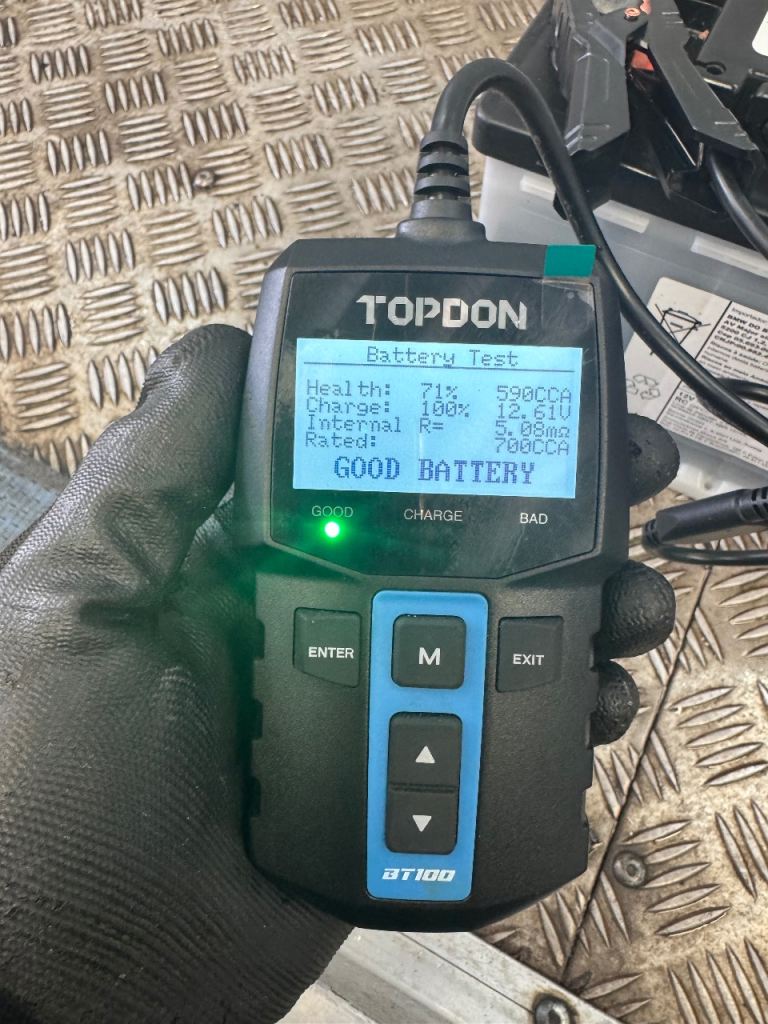 TOPDON
Battery Test
Health: 71% 590CCA
Charge: 100% 12.61V
Internal R= 5.08mΩ
Rated: 700CCA
GOOD BATTERY
GOOD CHARGE BAD
ENTER M EXIT
▲
▼
BT100
Importador